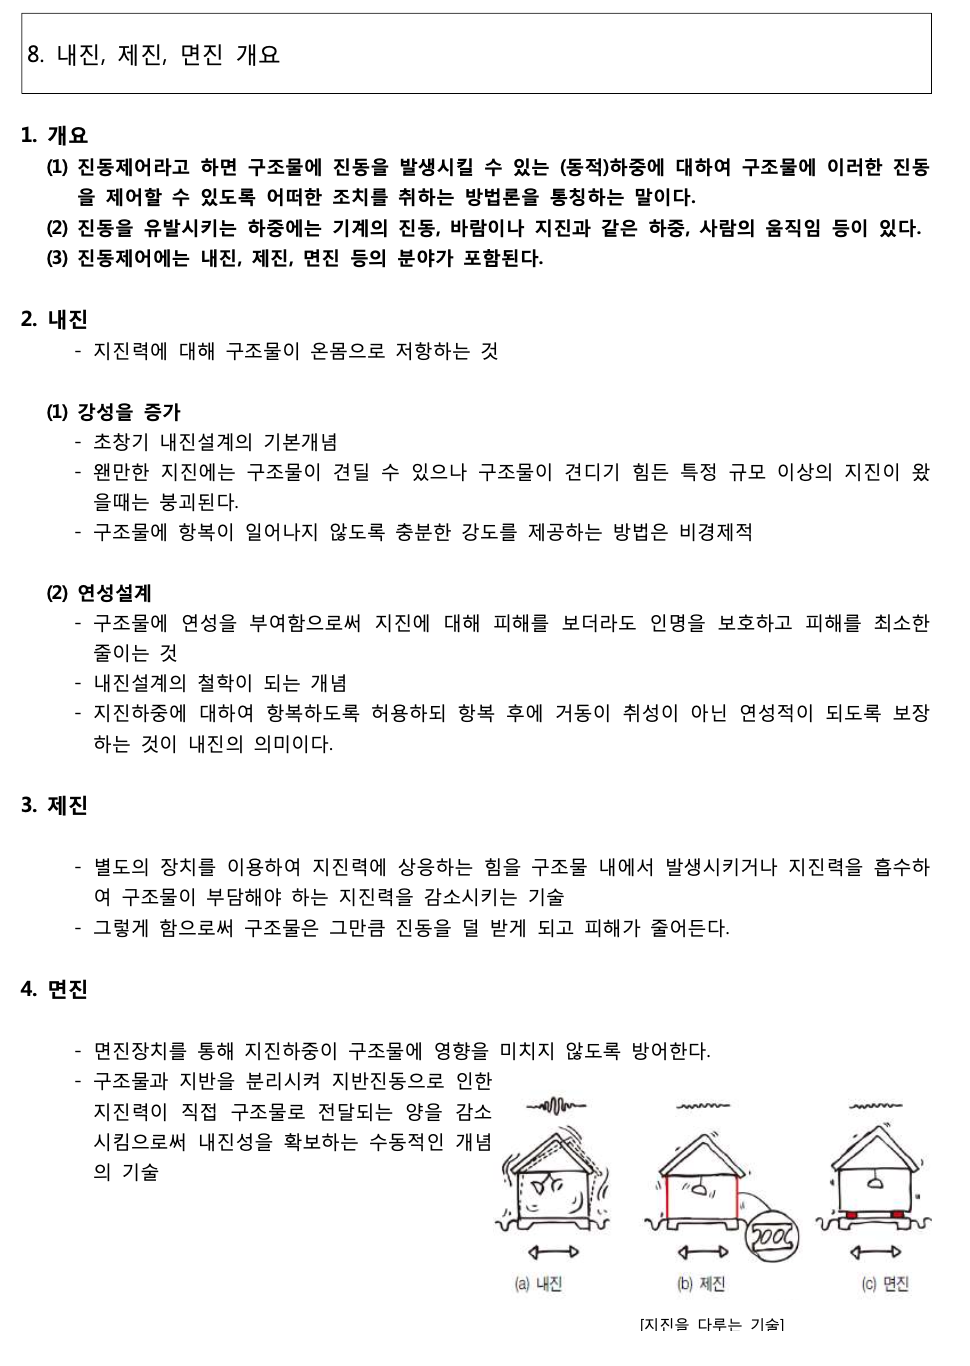 8. 내진, 제진, 면진 개요
1. 개요
(1) 진동제어라고 하면 구조물에 진동을 발생시킬 수 있는 (동적)하중에 대하여 구조물에 이러한 진동
을 제어할 수 있도록 어떠한 조치를 취하는 방법론을 통칭하는 말이다.
(2) 진동을 유발시키는 하중에는 기계의 진동, 바람이나 지진과 같은 하중, 사람의 움직임 등이 있다.
(3) 진동제어에는 내진, 제진, 면진 등의 분야가 포함된다.
2. 내진
- 지진력에 대해 구조물이 온몸으로 저항하는 것
(1) 강성을 증가
- 초창기 내진설계의 기본개념
- 왠만한 지진에는 구조물이 견딜 수 있으나 구조물이 견디기 힘든 특정 규모 이상의 지진이 왔
을때는 붕괴된다.
- 구조물에 항복이 일어나지 않도록 충분한 강도를 제공하는 방법은 비경제적
(2) 연성설계
- 구조물에 연성을 부여함으로써 지진에 대해 피해를 보더라도 인명을 보호하고 피해를 최소한
줄이는 것
- 내진설계의 철학이 되는 개념
- 지진하중에 대하여 항복하도록 허용하되 항복 후에 거동이 취성이 아닌 연성적이 되도록 보장
하는 것이 내진의 의미이다.
3. 제진
- 별도의 장치를 이용하여 지진력에 상응하는 힘을 구조물 내에서 발생시키거나 지진력을 흡수하
여 구조물이 부담해야 하는 지진력을 감소시키는 기술
- 그렇게 함으로써 구조물은 그만큼 진동을 덜 받게 되고 피해가 줄어든다.
4. 면진
- 면진장치를 통해 지진하중이 구조물에 영향을 미치지 않도록 방어한다.
- 구조물과 지반을 분리시켜 지반진동으로 인한
지진력이 직접 구조물로 전달되는 양을 감소
시킴으로써 내진성을 확보하는 수동적인 개념
의 기술
(a) 내진
(b) 제진
(c) 면진
[지진을 다루는 기술]